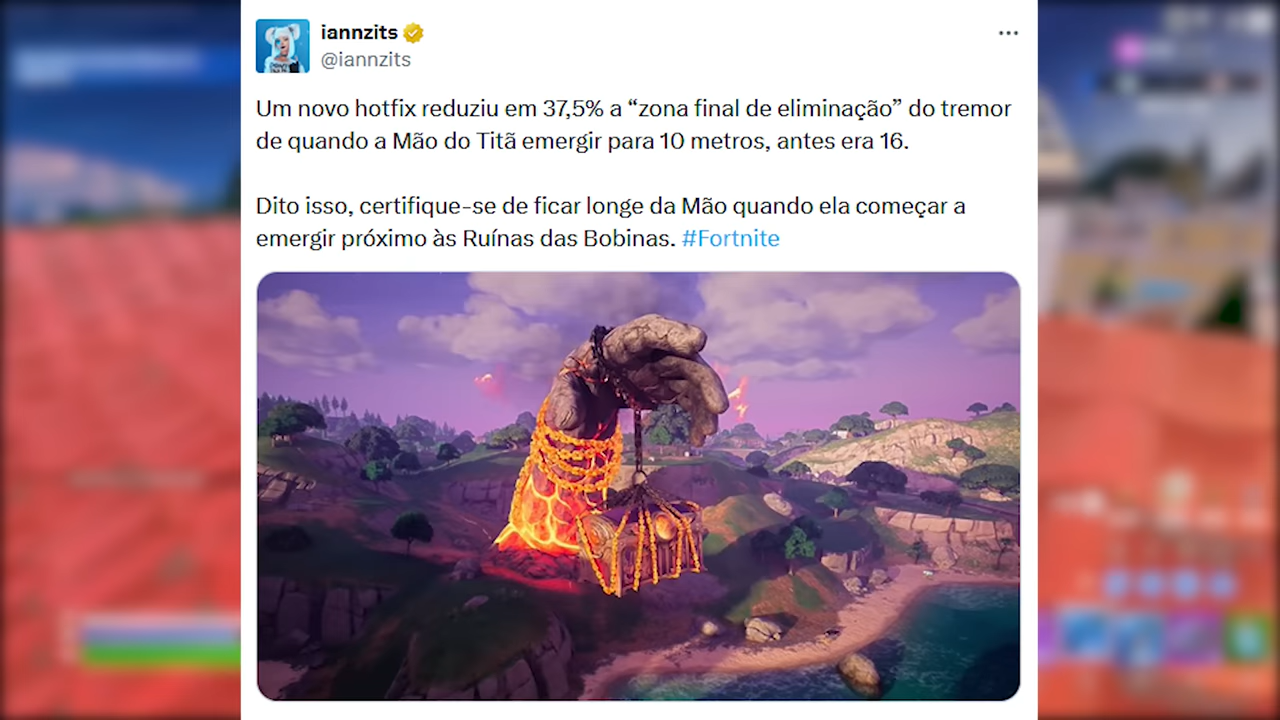 iannzits
@iannzits
Um novo hotfix reduziu em 37,5% a “zona final de eliminação” do tremor
de quando a Mão do Titã emergir para 10 metros, antes era 16.
Dito isso, certifique-se de ficar longe da Mão quando ela começar a
emergir próximo às Ruínas das Bobinas. #Fortnite